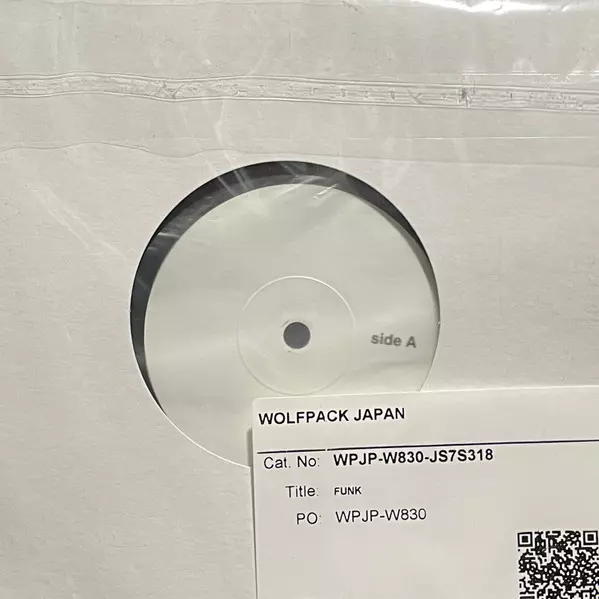 side A
WOLFPACK JAPAN
Cat. No: WPJP-W830-JS7S318
Title: FUNK
PO: WPJP-W830